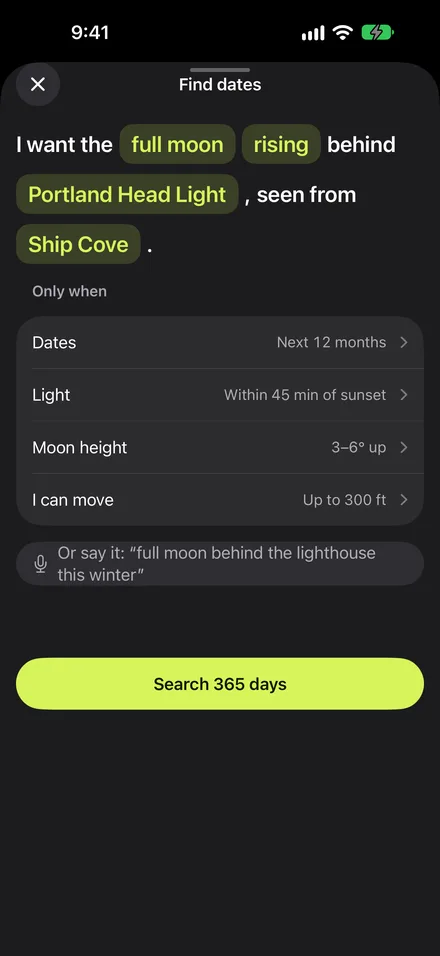 9:41
Find dates
I want the full moon rising behind
Portland Head Light , seen from
Ship Cove .
Only when
Dates Next 12 months
Light Within 45 min of sunset
Moon height 3–6° up
I can move Up to 300 ft
Or say it: “full moon behind the lighthouse
this winter”
Search 365 days